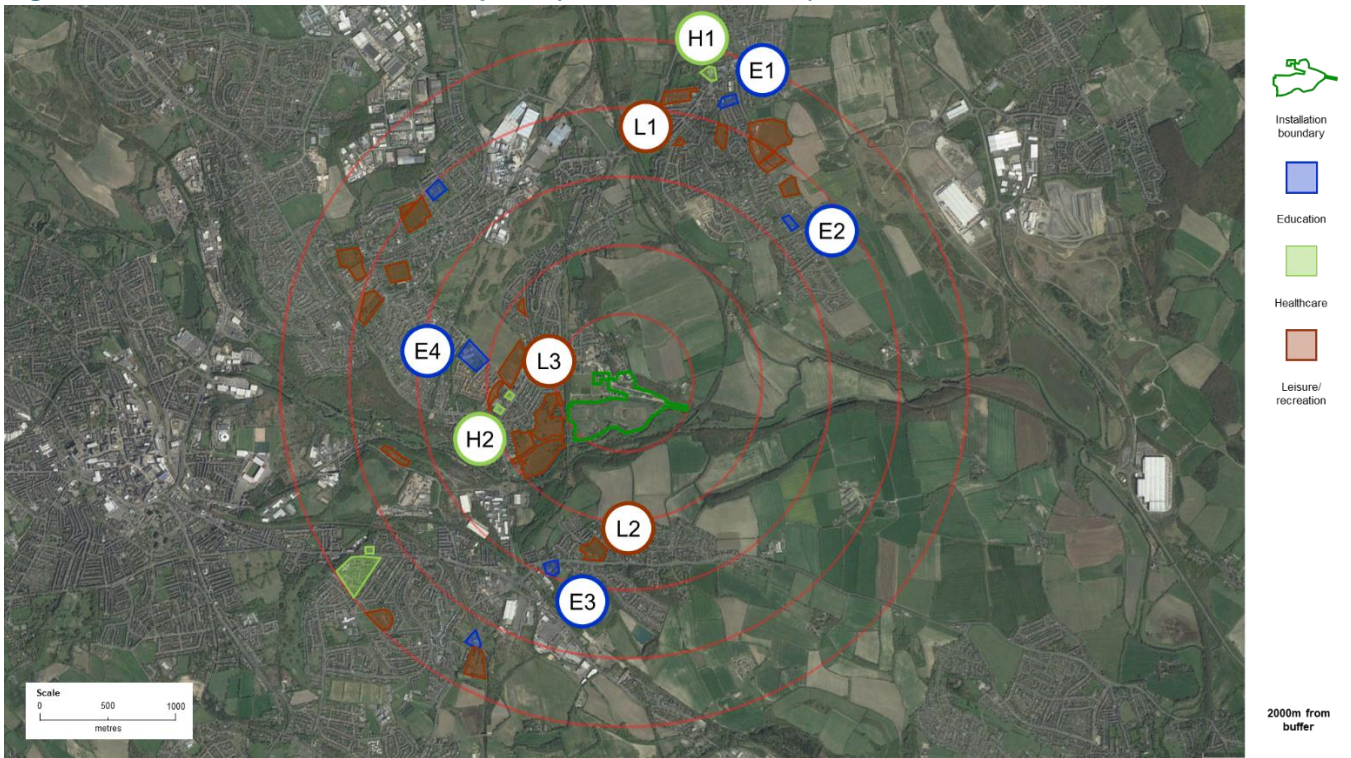 H1
E1
L1
E2
E4
L3
H2
L2
E3
Scale
0 500 1000
metres
Installation
boundary
Education
Healthcare
Leisure/
recreation
2000m from
buffer